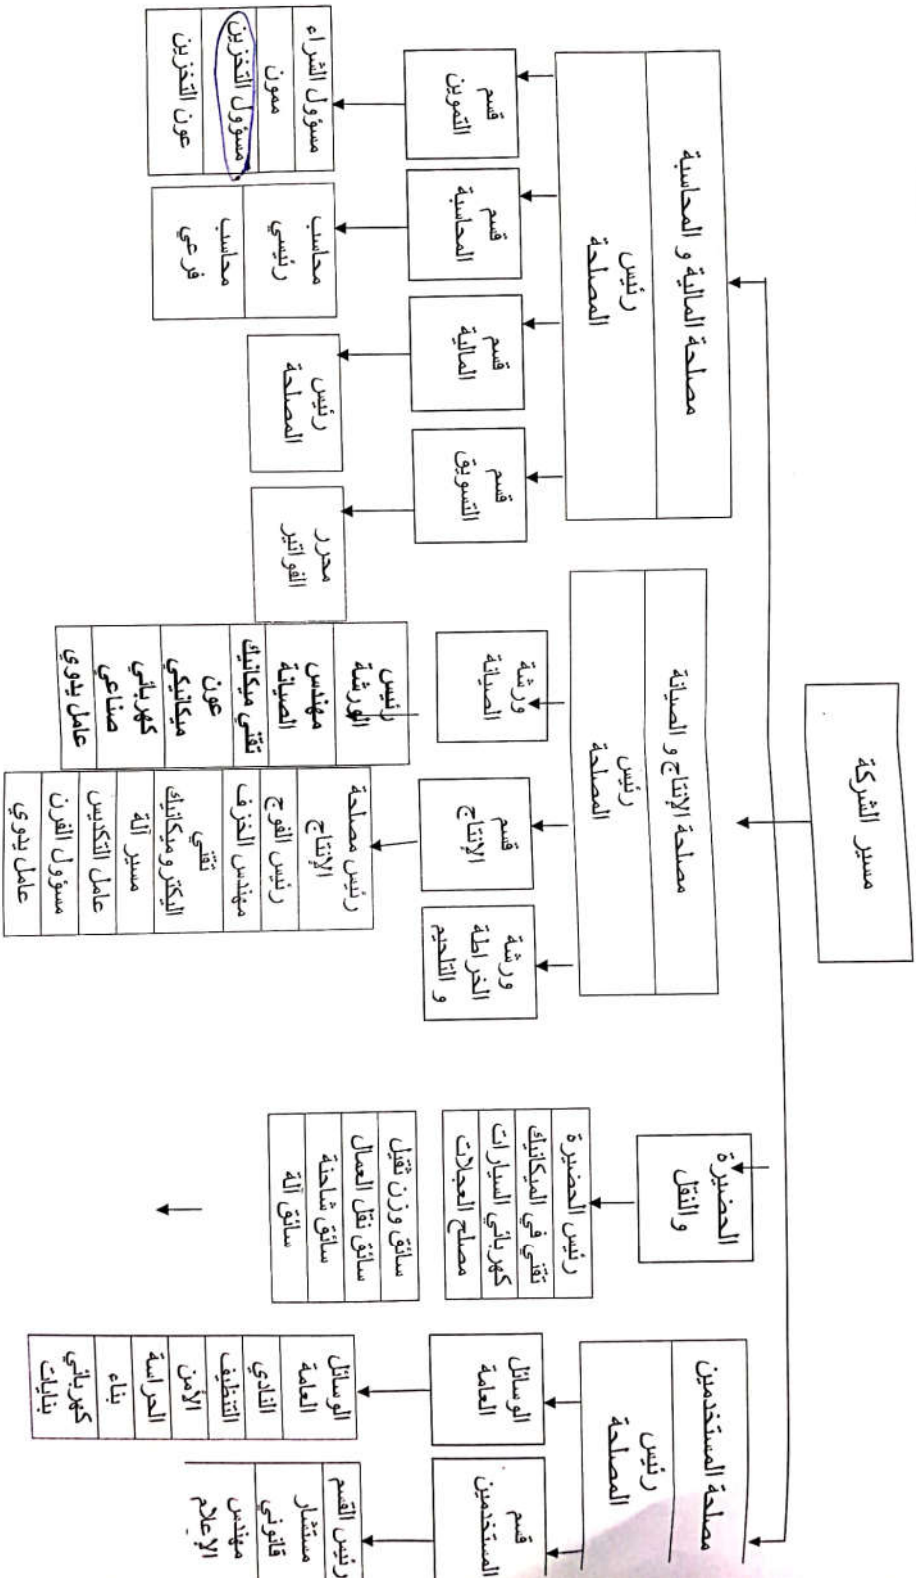 مسير الشركة
مصلحة المالية و المحاسبة
رئيس
المصلحة
قسم
التموين
مسؤول الشراء
ممون
مسؤول التخزين
عون التخزين
قسم
المحاسبة
محاسب
رئيسي
محاسب
فرعي
قسم
المالية
رئيس
المصلحة
قسم
التسويق
محرر
الفواتير
مصلحة الإنتاج و الصيانة
رئيس
المصلحة
ورشة
الصيانة
رئيس
الورشة
مهندس
الصيانة
تقني ميكانيك
عون
ميكانيكي
كهربائي
صناعي
عامل يدوي
قسم
الإنتاج
رئيس مصلحة
الإنتاج
رئيس الفوج
مهندس الخزف
تقني
اليكتروميكانيك
مسير آلة
عامل التكديس
مسؤول الفرن
عامل يدوي
ورشة
الخراطة
و التلحيم
الحضيرة
والنقل
رئيس الحضيرة
تقني في الميكانيك
كهربائي السيارات
مصلح العجلات
سائق وزن ثقيل
سائق نقل العمال
سائق شاحنة
سائق آلة
مصلحة المستخدمين
رئيس
المصلحة
الوسائل
العامة
الوسائل
العامة
النادي
التنظيف
الأمن
الحراسة
بناء
كهربائي
بنايات
قسم
المستخدمين
رئيس القسم
مستشار
قانوني
مهندس
الإعلام